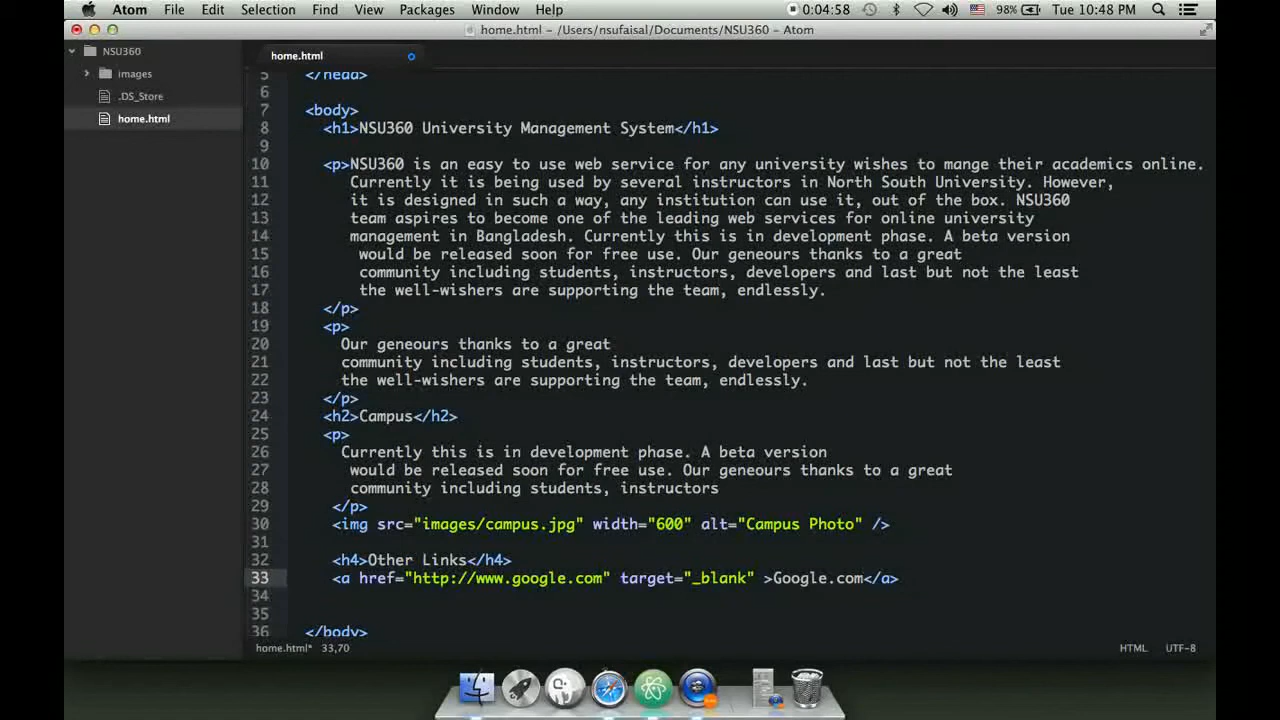 Atom File Edit Selection Find View Packages Window Help 0:04:58 98% Tue 10:48 PM
home.html – /Users/nsufaisal/Documents/NSU360 – Atom
NSU360
images
.DS_Store
home.html
home.html
5 </head>
6
7 <body>
8 <h1>NSU360 University Management System</h1>
9
10 <p>NSU360 is an easy to use web service for any university wishes to mange their academics online.
11 Currently it is being used by several instructors in North South University. However,
12 it is designed in such a way, any institution can use it, out of the box. NSU360
13 team aspires to become one of the leading web services for online university
14 management in Bangladesh. Currently this is in development phase. A beta version
15 would be released soon for free use. Our geneours thanks to a great
16 community including students, instructors, developers and last but not the least
17 the well-wishers are supporting the team, endlessly.
18 </p>
19 <p>
20 Our geneours thanks to a great
21 community including students, instructors, developers and last but not the least
22 the well-wishers are supporting the team, endlessly.
23 </p>
24 <h2>Campus</h2>
25 <p>
26 Currently this is in development phase. A beta version
27 would be released soon for free use. Our geneours thanks to a great
28 community including students, instructors
29 </p>
30 <img src="images/campus.jpg" width="600" alt="Campus Photo" />
31
32 <h4>Other Links</h4>
33 <a href="http://www.google.com" target="_blank" >Google.com</a>
34
35
36 </body>
home.html* 33,70 HTML UTF-8